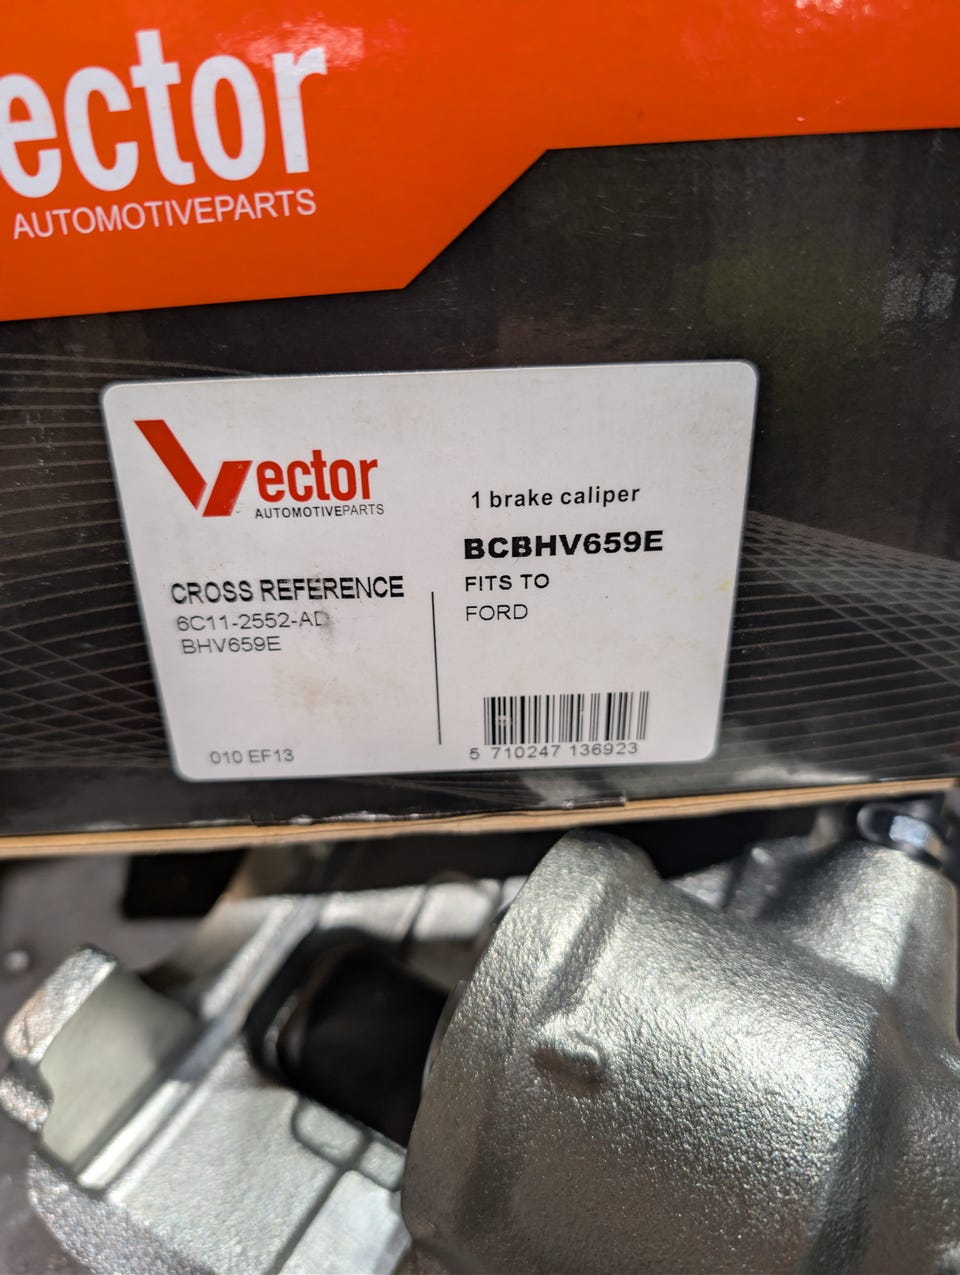 ector
AUTOMOTIVEPARTS
Vector
AUTOMOTIVEPARTS
CROSS REFERENCE
6C11-2552-AD
BHV659E
010 EF13
1 brake caliper
BCBHV659E
FITS TO
FORD
5 710247 136923